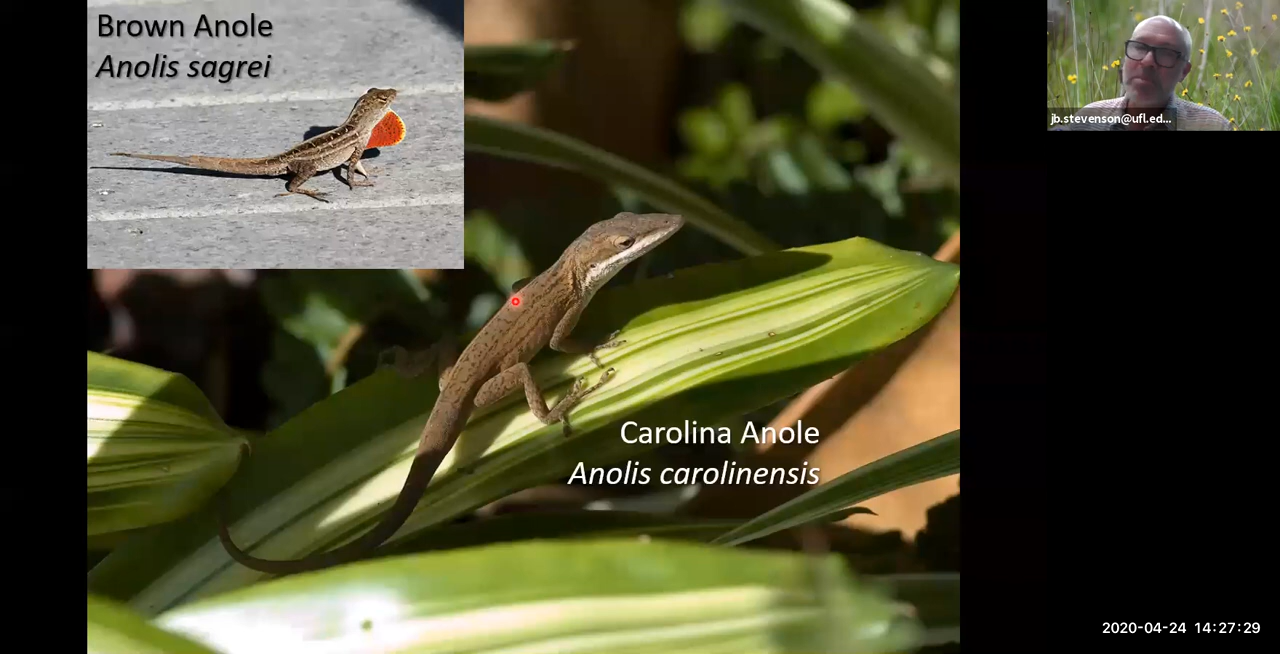 Brown Anole
Anolis sagrei
jb.stevenson@ufl.ed...
Carolina Anole
Anolis carolinensis
2020-04-24 14:27:29